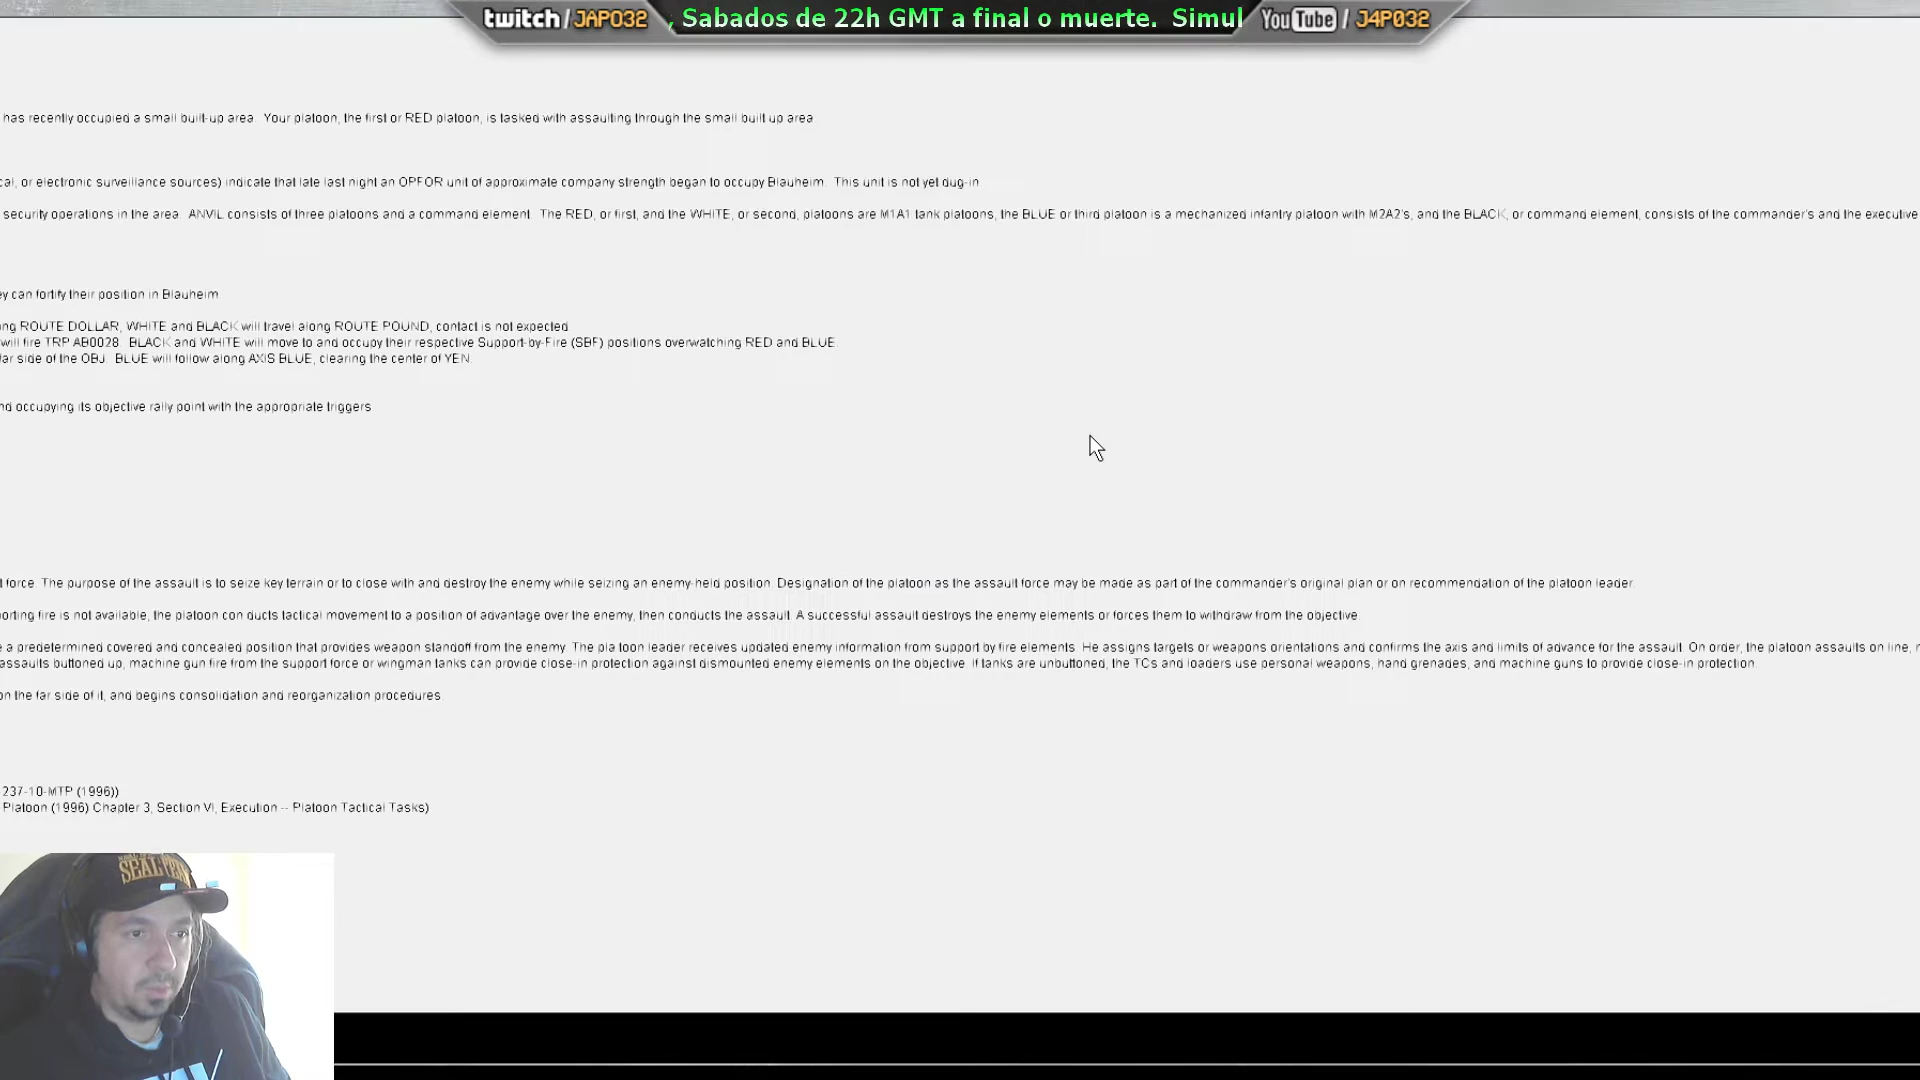 twitch/JAP032 , Sabados de 22h GMT a final o muerte. Simul YouTube / J4P032
has recently occupied a small built-up area. Your platoon, the first or RED platoon, is tasked with assaulting through the small built up area
cal, or electronic surveillance sources) indicate that late last night an OPFOR unit of approximate company strength began to occupy Blauheim. This unit is not yet dug-in
security operations in the area. ANVIL consists of three platoons and a command element. The RED, or first, and the WHITE, or second, platoons are M1A1 tank platoons, the BLUE or third platoon is a mechanized infantry platoon with M2A2's, and the BLACK, or command element, consists of the commander's and the executive
ey can fortify their position in Blauheim
ong ROUTE DOLLAR, WHITE and BLACK will travel along ROUTE POUND, contact is not expected
will fire TRP AB0028. BLACK and WHITE will move to and occupy their respective Support-by-Fire (SBF) positions overwatching RED and BLUE.
far side of the OBJ. BLUE will follow along AXIS BLUE, clearing the center of YEN.
nd occupying its objective rally point with the appropriate triggers
t force. The purpose of the assault is to seize key terrain or to close with and destroy the enemy while seizing an enemy-held position. Designation of the platoon as the assault force may be made as part of the commander's original plan or on recommendation of the platoon leader.
orting fire is not available, the platoon con ducts tactical movement to a position of advantage over the enemy, then conducts the assault. A successful assault destroys the enemy elements or forces them to withdraw from the objective.
e a predetermined covered and concealed position that provides weapon standoff from the enemy. The pla toon leader receives updated enemy information from support by fire elements. He assigns targets or weapons orientations and confirms the axis and limits of advance for the assault. On order, the platoon assaults on line,
assaults buttoned up, machine gun fire from the support force or wingman tanks can provide close-in protection against dismounted enemy elements on the objective. If tanks are unbuttoned, the TCs and loaders use personal weapons, hand grenades, and machine guns to provide close-in protection.
on the far side of it, and begins consolidation and reorganization procedures.
237-10-MTP (1996))
Platoon (1996) Chapter 3, Section VI, Execution -- Platoon Tactical Tasks)
SEAL